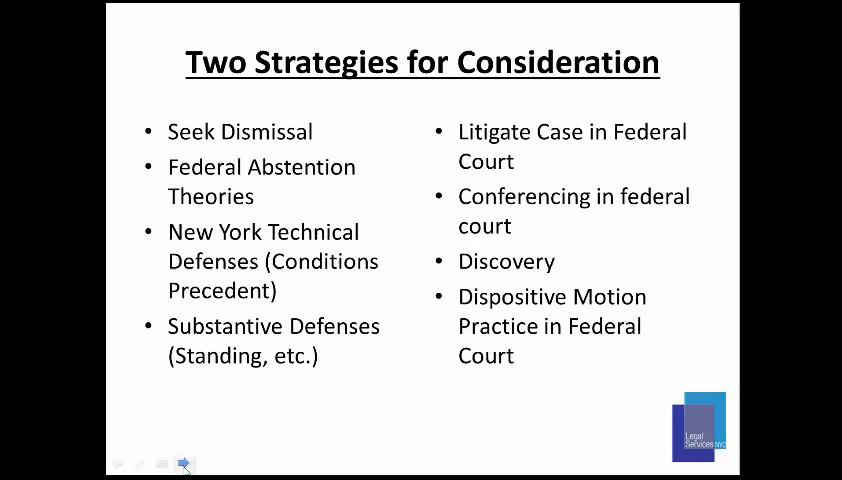 Two Strategies for Consideration
• Seek Dismissal
• Federal Abstention
Theories
• New York Technical
Defenses (Conditions
Precedent)
• Substantive Defenses
(Standing, etc.)
• Litigate Case in Federal
Court
• Conferencing in federal
court
• Discovery
• Dispositive Motion
Practice in Federal
Court
Legal
Services NYC